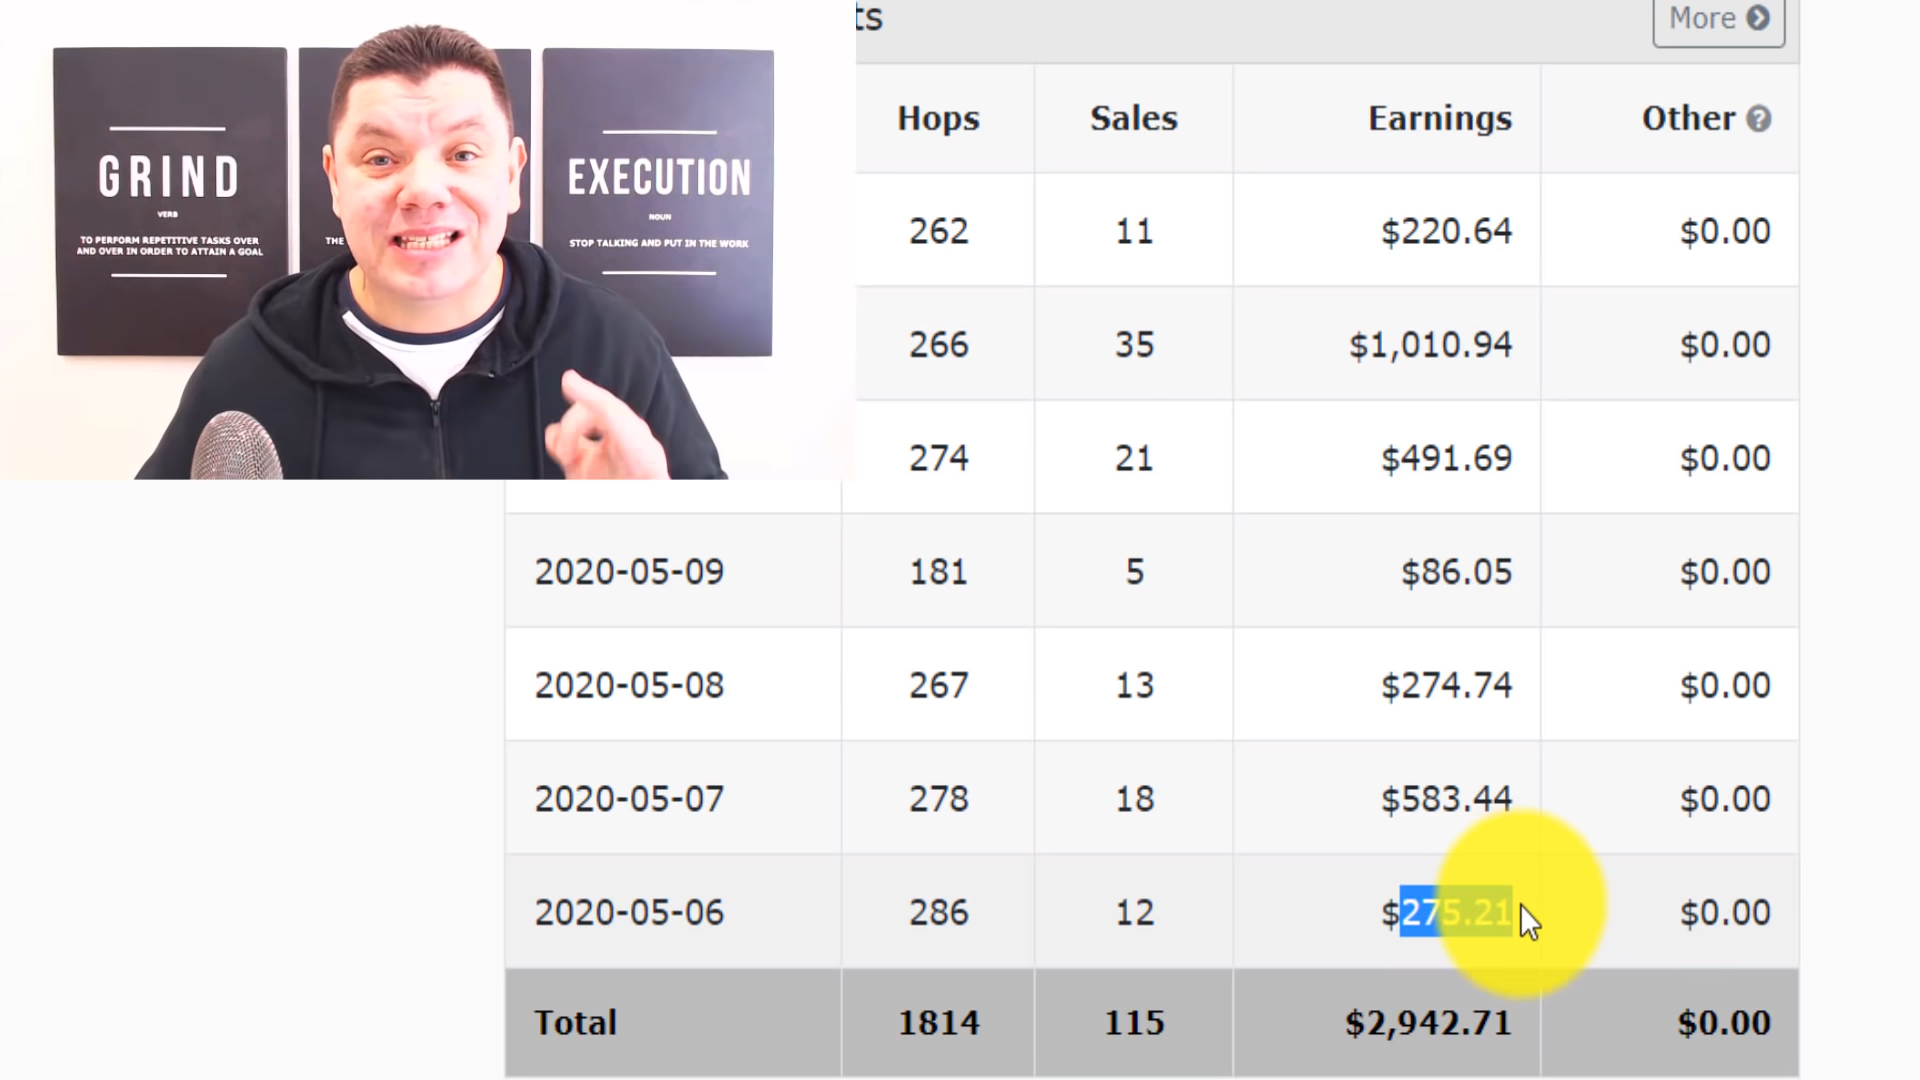 GRIND
VERB
TO PERFORM REPETITIVE TASKS OVER
AND OVER IN ORDER TO ATTAIN A GOAL
THE
EXECUTION
NOUN
STOP TALKING AND PUT IN THE WORK
ts More
Hops Sales Earnings Other ?
262 11 $220.64 $0.00
266 35 $1,010.94 $0.00
274 21 $491.69 $0.00
2020-05-09 181 5 $86.05 $0.00
2020-05-08 267 13 $274.74 $0.00
2020-05-07 278 18 $583.44 $0.00
2020-05-06 286 12 $275.21 $0.00
Total 1814 115 $2,942.71 $0.00